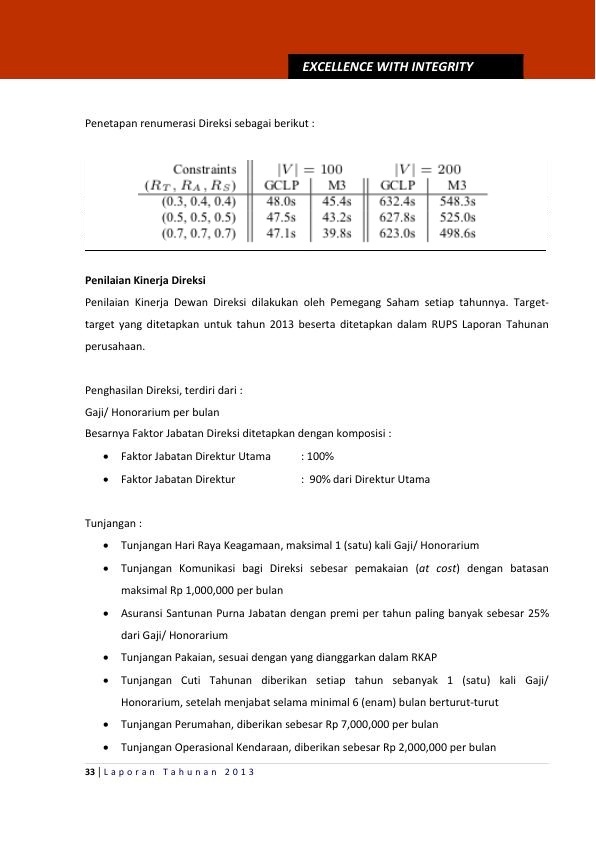 EXCELLENCE WITH INTEGRITY
Penetapan renumerasi Direksi sebagai berikut :
Constraints |V| = 100 |V| = 200
(R_T, R_A, R_S) GCLP M3 GCLP M3
(0.3, 0.4, 0.4) 48.0s 45.4s 632.4s 548.3s
(0.5, 0.5, 0.5) 47.5s 43.2s 627.8s 525.0s
(0.7, 0.7, 0.7) 47.1s 39.8s 623.0s 498.6s
Penilaian Kinerja Direksi
Penilaian Kinerja Dewan Direksi dilakukan oleh Pemegang Saham setiap tahunnya. Target-
target yang ditetapkan untuk tahun 2013 beserta ditetapkan dalam RUPS Laporan Tahunan
perusahaan.
Penghasilan Direksi, terdiri dari :
Gaji/ Honorarium per bulan
Besarnya Faktor Jabatan Direksi ditetapkan dengan komposisi :
• Faktor Jabatan Direktur Utama : 100%
• Faktor Jabatan Direktur : 90% dari Direktur Utama
Tunjangan :
• Tunjangan Hari Raya Keagamaan, maksimal 1 (satu) kali Gaji/ Honorarium
• Tunjangan Komunikasi bagi Direksi sebesar pemakaian (at cost) dengan batasan
maksimal Rp 1,000,000 per bulan
• Asuransi Santunan Purna Jabatan dengan premi per tahun paling banyak sebesar 25%
dari Gaji/ Honorarium
• Tunjangan Pakaian, sesuai dengan yang dianggarkan dalam RKAP
• Tunjangan Cuti Tahunan diberikan setiap tahun sebanyak 1 (satu) kali Gaji/
Honorarium, setelah menjabat selama minimal 6 (enam) bulan berturut-turut
• Tunjangan Perumahan, diberikan sebesar Rp 7,000,000 per bulan
• Tunjangan Operasional Kendaraan, diberikan sebesar Rp 2,000,000 per bulan
33 | Laporan Tahunan 2013